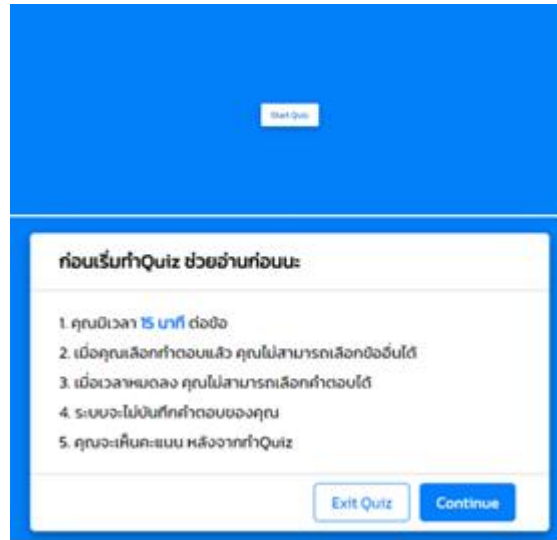 Start Quiz
ก่อนเริ่มทำQuiz ช่วยอ่านก่อนนะ
1. คุณมีเวลา 15 นาที ต่อข้อ
2. เมื่อคุณเลือกคำตอบแล้ว คุณไม่สามารถเลือกข้ออื่นได้
3. เมื่อเวลาหมดลง คุณไม่สามารถเลือกคำตอบได้
4. ระบบจะไม่บันทึกคำตอบของคุณ
5. คุณจะเห็นคะแนน หลังจากทำQuiz
Exit Quiz
Continue